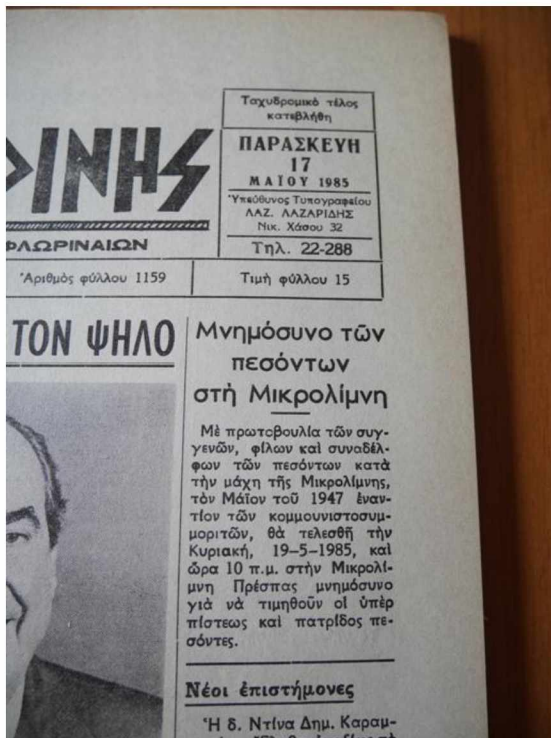 Ταχυδρομικό τέλος
κατεβλήθη
ΙΝΗΣ
ΠΑΡΑΣΚΕΥΗ
17
ΜΑΪΟΥ 1985
Ὑπεύθυνος Τυπογραφείου
ΛΑΖ. ΛΑΖΑΡΙΔΗΣ
Νικ. Χάσου 32
Τηλ. 22-288
ΦΛΩΡΙΝΑΙΩΝ
Ἀριθμὸς φύλλου 1159
Τιμὴ φύλλου 15
ΤΟΝ ΨΗΛΟ
Μνημόσυνο τῶν
πεσόντων
στὴ Μικρολίμνη
Μὲ πρωτοβουλία τῶν συγ-
γενῶν, φίλων καὶ συναδέλ-
φων τῶν πεσόντων κατὰ
τὴν μάχη τῆς Μικρολίμνης,
τὸν Μάϊον τοῦ 1947 ἐναν-
τίον τῶν κομμουνιστοσυμ-
μοριτῶν, θὰ τελεσθῆ τὴν
Κυριακή, 19-5-1985, καὶ
ὥρα 10 π.μ. στὴν Μικρολί-
μνη Πρέσπας μνημόσυνο
γιὰ νὰ τιμηθοῦν οἱ ὑπὲρ
πίστεως καὶ πατρίδος πε-
σόντες.
Νέοι ἐπιστήμονες
Ἡ δ. Ντίνα Δημ. Καραμ-